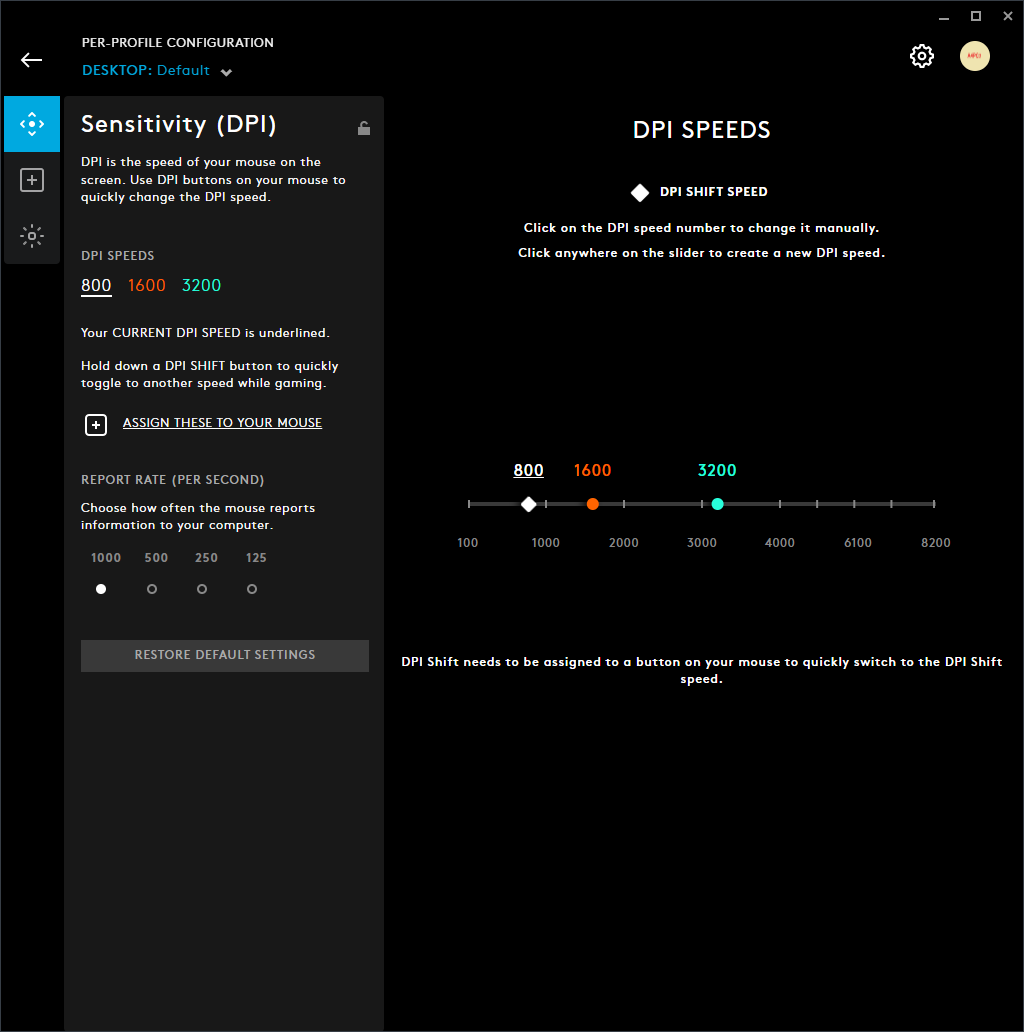 PER-PROFILE CONFIGURATION
DESKTOP: Default
Sensitivity (DPI)
DPI is the speed of your mouse on the
screen. Use DPI buttons on your mouse to
quickly change the DPI speed.
DPI SPEEDS
800 1600 3200
Your CURRENT DPI SPEED is underlined.
Hold down a DPI SHIFT button to quickly
toggle to another speed while gaming.
ASSIGN THESE TO YOUR MOUSE
REPORT RATE (PER SECOND)
Choose how often the mouse reports
information to your computer.
1000 500 250 125
RESTORE DEFAULT SETTINGS
DPI SPEEDS
DPI SHIFT SPEED
Click on the DPI speed number to change it manually.
Click anywhere on the slider to create a new DPI speed.
800 1600 3200
100 1000 2000 3000 4000 6100 8200
DPI Shift needs to be assigned to a button on your mouse to quickly switch to the DPI Shift
speed.